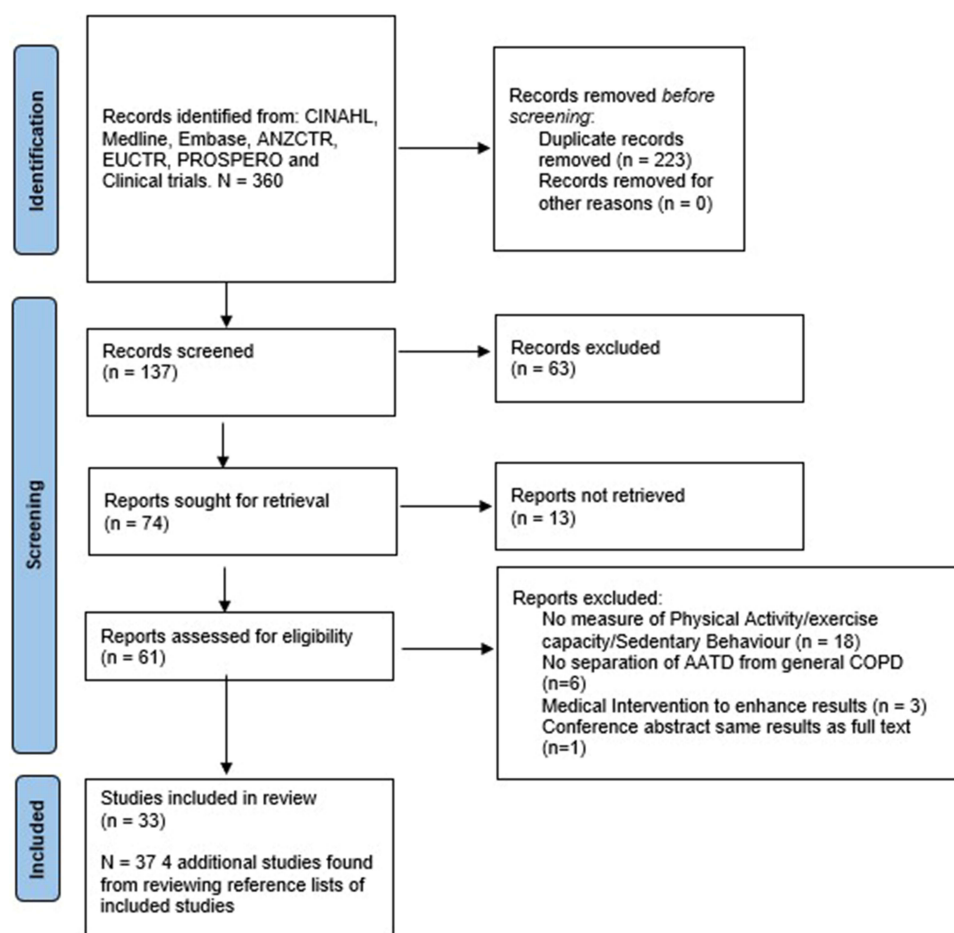 Identification
Records identified from: CINAHL,
Medline, Embase, ANZCTR,
EUCTR, PROSPERO and
Clinical trials. N = 360
Records removed before
screening:
Duplicate records
removed (n = 223)
Records removed for
other reasons (n = 0)
Screening
Records screened
(n = 137)
Records excluded
(n = 63)
Reports sought for retrieval
(n = 74)
Reports not retrieved
(n = 13)
Reports assessed for eligibility
(n = 61)
Reports excluded:
No measure of Physical Activity/exercise
capacity/Sedentary Behaviour (n = 18)
No separation of AATD from general COPD
(n=6)
Medical Intervention to enhance results (n = 3)
Conference abstract same results as full text
(n=1)
Included
Studies included in review
(n = 33)
N = 37 4 additional studies found
from reviewing reference lists of
included studies